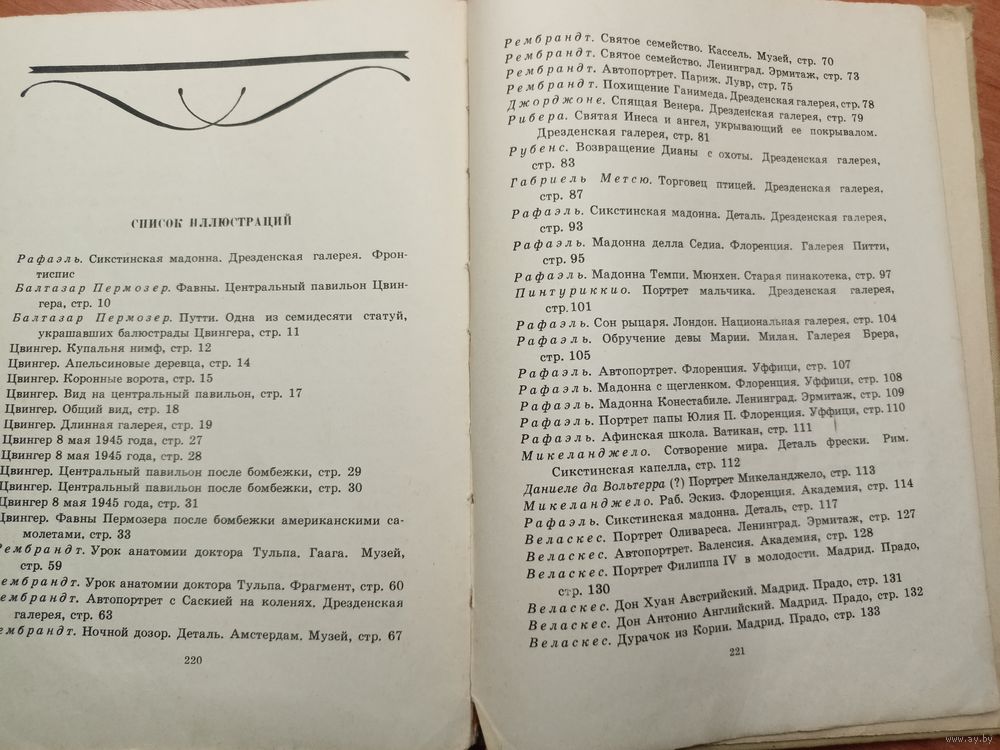 СПИСОК ИЛЛЮСТРАЦИЙ
Рафаэль. Сикстинская мадонна. Дрезденская галерея. Фрон-
тиспис
Балтазар Пермозер. Фавны. Центральный павильон Цвин-
гера, стр. 10
Балтазар Пермозер. Путти. Одна из семидесяти статуй,
украшавших балюстрады Цвингера, стр. 11
Цвингер. Купальня нимф, стр. 12
Цвингер. Апельсиновые деревца, стр. 14
Цвингер. Коронные ворота, стр. 15
Цвингер. Вид на центральный павильон, стр. 17
Цвингер. Общий вид, стр. 18
Цвингер. Длинная галерея, стр. 19
Цвингер 8 мая 1945 года, стр. 27
Цвингер 8 мая 1945 года, стр. 28
Цвингер. Центральный павильон после бомбежки, стр. 29
Цвингер. Центральный павильон после бомбежки, стр. 30
Цвингер 8 мая 1945 года, стр. 31
Цвингер. Фавны Пермозера после бомбежки американскими са-
молетами, стр. 33
Рембрандт. Урок анатомии доктора Тульпа. Гаага. Музей,
стр. 59
Рембрандт. Урок анатомии доктора Тульпа. Фрагмент, стр. 60
Рембрандт. Автопортрет с Саскией на коленях. Дрезденская
галерея, стр. 63
Рембрандт. Ночной дозор. Деталь. Амстердам. Музей, стр. 67
220
Рембрандт. Святое семейство. Кассель. Музей, стр. 70
Рембрандт. Святое семейство. Ленинград. Эрмитаж, стр. 73
Рембрандт. Автопортрет. Париж. Лувр, стр. 75
Рембрандт. Похищение Ганимеда. Дрезденская галерея, стр. 78
Джорджоне. Спящая Венера. Дрезденская галерея, стр. 79
Рибера. Святая Инеса и ангел, укрывающий ее покрывалом.
Дрезденская галерея, стр. 81
Рубенс. Возвращение Дианы с охоты. Дрезденская галерея,
стр. 83
Габриель Метсю. Торговец птицей. Дрезденская галерея,
стр. 87
Рафаэль. Сикстинская мадонна. Деталь. Дрезденская галерея,
стр. 93
Рафаэль. Мадонна делла Седиа. Флоренция. Галерея Питти,
стр. 95
Рафаэль. Мадонна Темпи. Мюнхен. Старая пинакотека, стр. 97
Пинтуриккио. Портрет мальчика. Дрезденская галерея,
стр. 101
Рафаэль. Сон рыцаря. Лондон. Национальная галерея, стр. 104
Рафаэль. Обручение девы Марии. Милан. Галерея Брера,
стр. 105
Рафаэль. Автопортрет. Флоренция. Уффици, стр. 107
Рафаэль. Мадонна с щегленком. Флоренция. Уффици, стр. 108
Рафаэль. Мадонна Конестабиле. Ленинград. Эрмитаж, стр. 109
Рафаэль. Портрет папы Юлия II. Флоренция. Уффици, стр. 110
Рафаэль. Афинская школа. Ватикан, стр. 111
Микеланджело. Сотворение мира. Деталь фрески. Рим.
Сикстинская капелла, стр. 112
Даниеле да Вольтерра (?) Портрет Микеланджело, стр. 113
Микеланджело. Раб. Эскиз. Флоренция. Академия, стр. 114
Рафаэль. Сикстинская мадонна. Деталь, стр. 117
Веласкес. Портрет Оливареса. Ленинград. Эрмитаж, стр. 127
Веласкес. Автопортрет. Валенсия. Академия, стр. 128
Веласкес. Портрет Филиппа IV в молодости. Мадрид. Прадо,
стр. 130
Веласкес. Дон Хуан Австрийский. Мадрид. Прадо, стр. 131
Веласкес. Дон Антонио Английский. Мадрид. Прадо, стр. 132
Веласкес. Дурачок из Кории. Мадрид. Прадо, стр. 133
221
www.ay.by